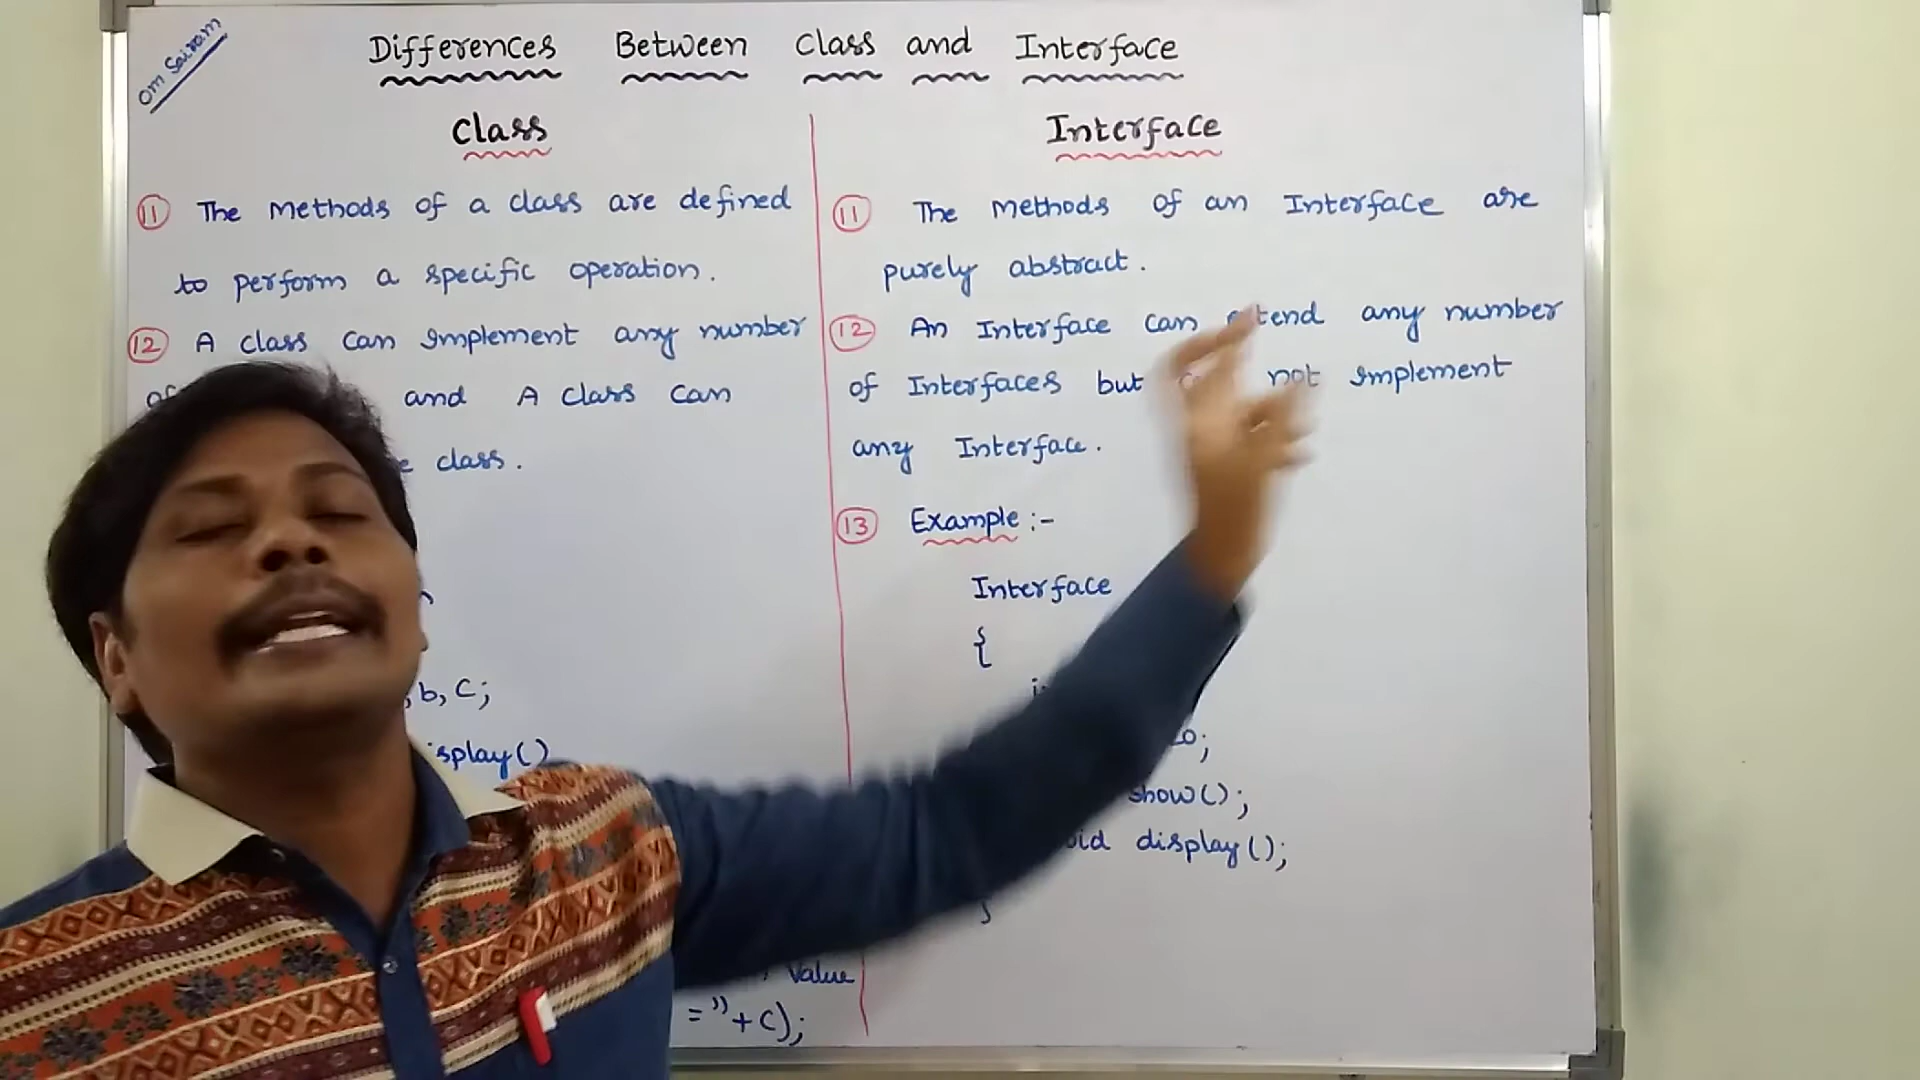 Om Sairam
Differences Between Class and Interface
Class
Interface
11 The methods of a class are defined
to perform a specific operation.
12 A class can implement any number
and A class can
class.
b, c;
display()
value
="+c);
11 The methods of an Interface are
purely abstract.
12 An Interface can extend any number
of Interfaces but not implement
any Interface.
13 Example :-
Interface
{
show();
void display();
}